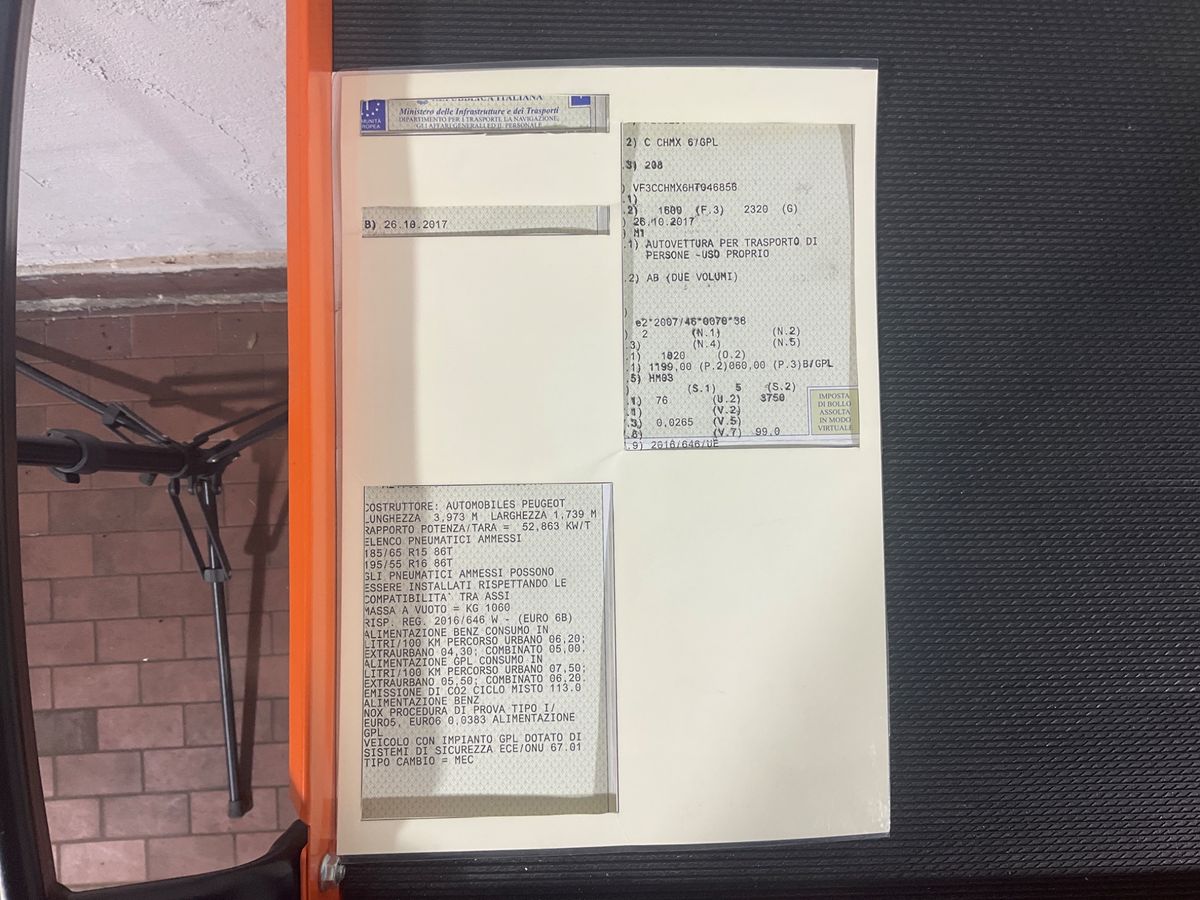 REPUBBLICA ITALIANA
Ministero delle Infrastrutture e dei Trasporti
DIPARTIMENTO PER I TRASPORTI, LA NAVIGAZIONE,
GLI AFFARI GENERALI ED IL PERSONALE
B) 26.10.2017
COSTRUTTORE: AUTOMOBILES PEUGEOT
LUNGHEZZA 3,973 M LARGHEZZA 1,739 M
RAPPORTO POTENZA/TARA = 52,863 KW/T
ELENCO PNEUMATICI AMMESSI
185/65 R15 86T
195/55 R16 86T
GLI PNEUMATICI AMMESSI POSSONO
ESSERE INSTALLATI RISPETTANDO LE
COMPATIBILITA' TRA ASSI
MASSA A VUOTO = KG 1060
RISP. REG. 2016/646 W - (EURO 6B)
ALIMENTAZIONE BENZ CONSUMO IN
LITRI/100 KM PERCORSO URBANO 06,20;
EXTRAURBANO 04,30; COMBINATO 05,00.
ALIMENTAZIONE GPL CONSUMO IN
LITRI/100 KM PERCORSO URBANO 07,50;
EXTRAURBANO 05,50; COMBINATO 06,20.
EMISSIONE DI CO2 CICLO MISTO 113.0
ALIMENTAZIONE BENZ
NOX PROCEDURA DI PROVA TIPO I/
EURO5, EURO6 0,0383 ALIMENTAZIONE
GPL
VEICOLO CON IMPIANTO GPL DOTATO DI
SISTEMI DI SICUREZZA ECE/ONU 67.01
TIPO CAMBIO = MEC
2) C CHMX 6/GPL
.3) 208
) VF3CCHMX6HT046856
.1)
.2) 1600 (F.3) 2320 (G)
) 26.10.2017
) M1
.1) AUTOVETTURA PER TRASPORTO DI
PERSONE -USO PROPRIO
.2) AB (DUE VOLUMI)
)
e2*2007/46*0070*36
) 2 (N.1) (N.2)
3) (N.4) (N.5)
.1) 1020 (O.2)
.1) 1199,00 (P.2)060,00 (P.3)B/GPL
.5) HM03
) (S.1) 5 (S.2)
.1) 76 (U.2) 3750
.1) (V.2)
.3) 0,0265 (V.5)
.6) (V.7) 99.0
.9) 2016/646/UE
IMPOSTA
DI BOLLO
ASSOLTA
IN MODO
VIRTUALE